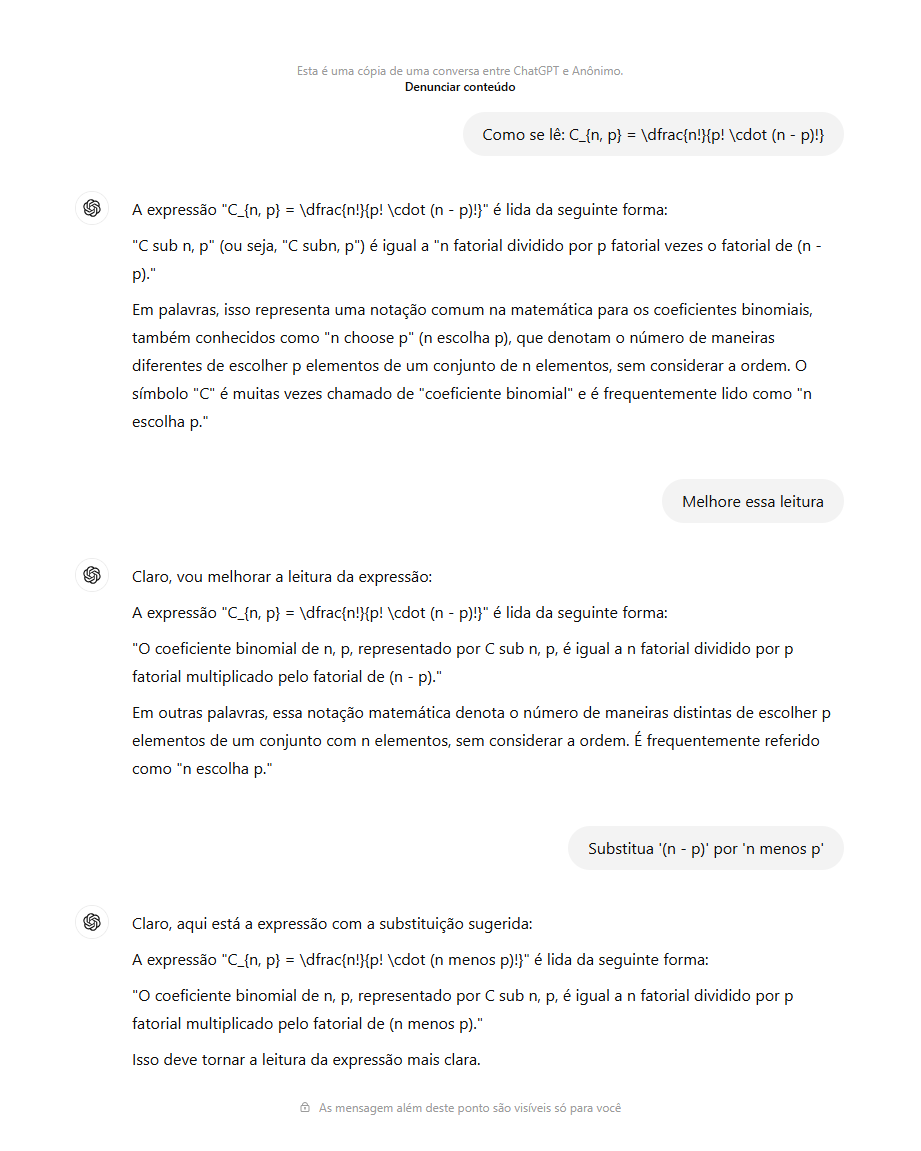 Esta é uma cópia de uma conversa entre ChatGPT e Anônimo.
Denunciar conteúdo
Como se lê: C_{n, p} = \dfrac{n!}{p! \cdot (n - p)!}
A expressão "C_{n, p} = \dfrac{n!}{p! \cdot (n - p)!}" é lida da seguinte forma:
"C sub n, p" (ou seja, "C subn, p") é igual a "n fatorial dividido por p fatorial vezes o fatorial de (n -
p)."
Em palavras, isso representa uma notação comum na matemática para os coeficientes binomiais,
também conhecidos como "n choose p" (n escolha p), que denotam o número de maneiras
diferentes de escolher p elementos de um conjunto de n elementos, sem considerar a ordem. O
símbolo "C" é muitas vezes chamado de "coeficiente binomial" e é frequentemente lido como "n
escolha p."
Melhore essa leitura
Claro, vou melhorar a leitura da expressão:
A expressão "C_{n, p} = \dfrac{n!}{p! \cdot (n - p)!}" é lida da seguinte forma:
"O coeficiente binomial de n, p, representado por C sub n, p, é igual a n fatorial dividido por p
fatorial multiplicado pelo fatorial de (n - p)."
Em outras palavras, essa notação matemática denota o número de maneiras distintas de escolher p
elementos de um conjunto com n elementos, sem considerar a ordem. É frequentemente referido
como "n escolha p."
Substitua '(n - p)' por 'n menos p'
Claro, aqui está a expressão com a substituição sugerida:
A expressão "C_{n, p} = \dfrac{n!}{p! \cdot (n menos p)!}" é lida da seguinte forma:
"O coeficiente binomial de n, p, representado por C sub n, p, é igual a n fatorial dividido por p
fatorial multiplicado pelo fatorial de (n menos p)."
Isso deve tornar a leitura da expressão mais clara.
As mensagem além deste ponto são visíveis só para você